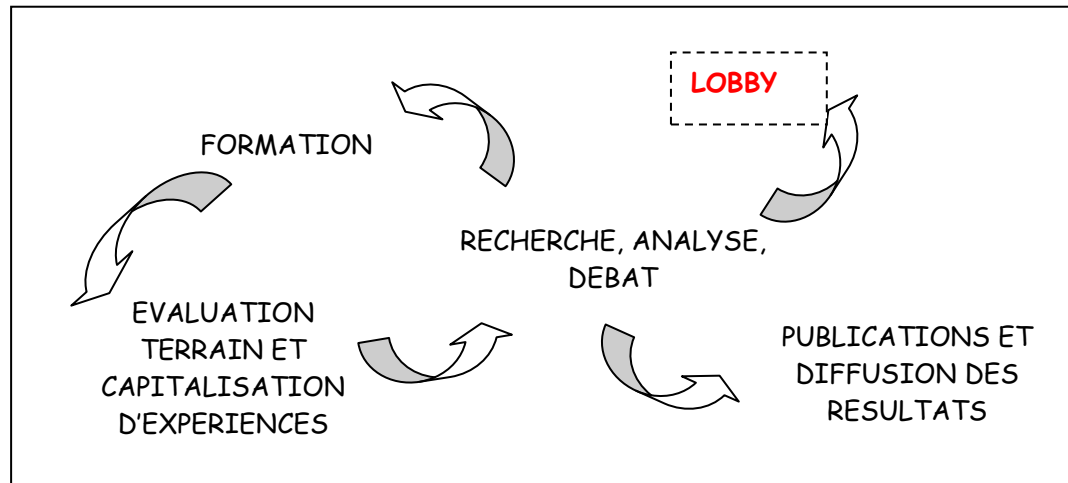 LOBBY
FORMATION
RECHERCHE, ANALYSE,
DEBAT
EVALUATION
TERRAIN ET
CAPITALISATION
D'EXPERIENCES
PUBLICATIONS ET
DIFFUSION DES
RESULTATS